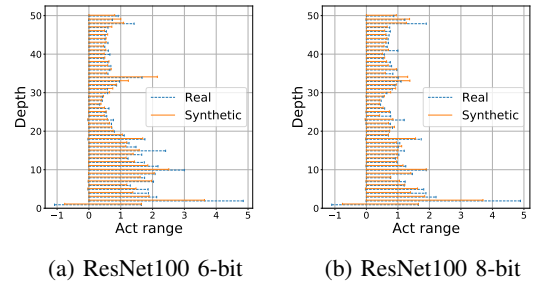 50
40
30
20
10
0
Depth
Real
Synthetic
−1 0 1 2 3 4 5
Act range
(a) ResNet100 6-bit
50
40
30
20
10
0
Depth
Real
Synthetic
−1 0 1 2 3 4 5
Act range
(b) ResNet100 8-bit